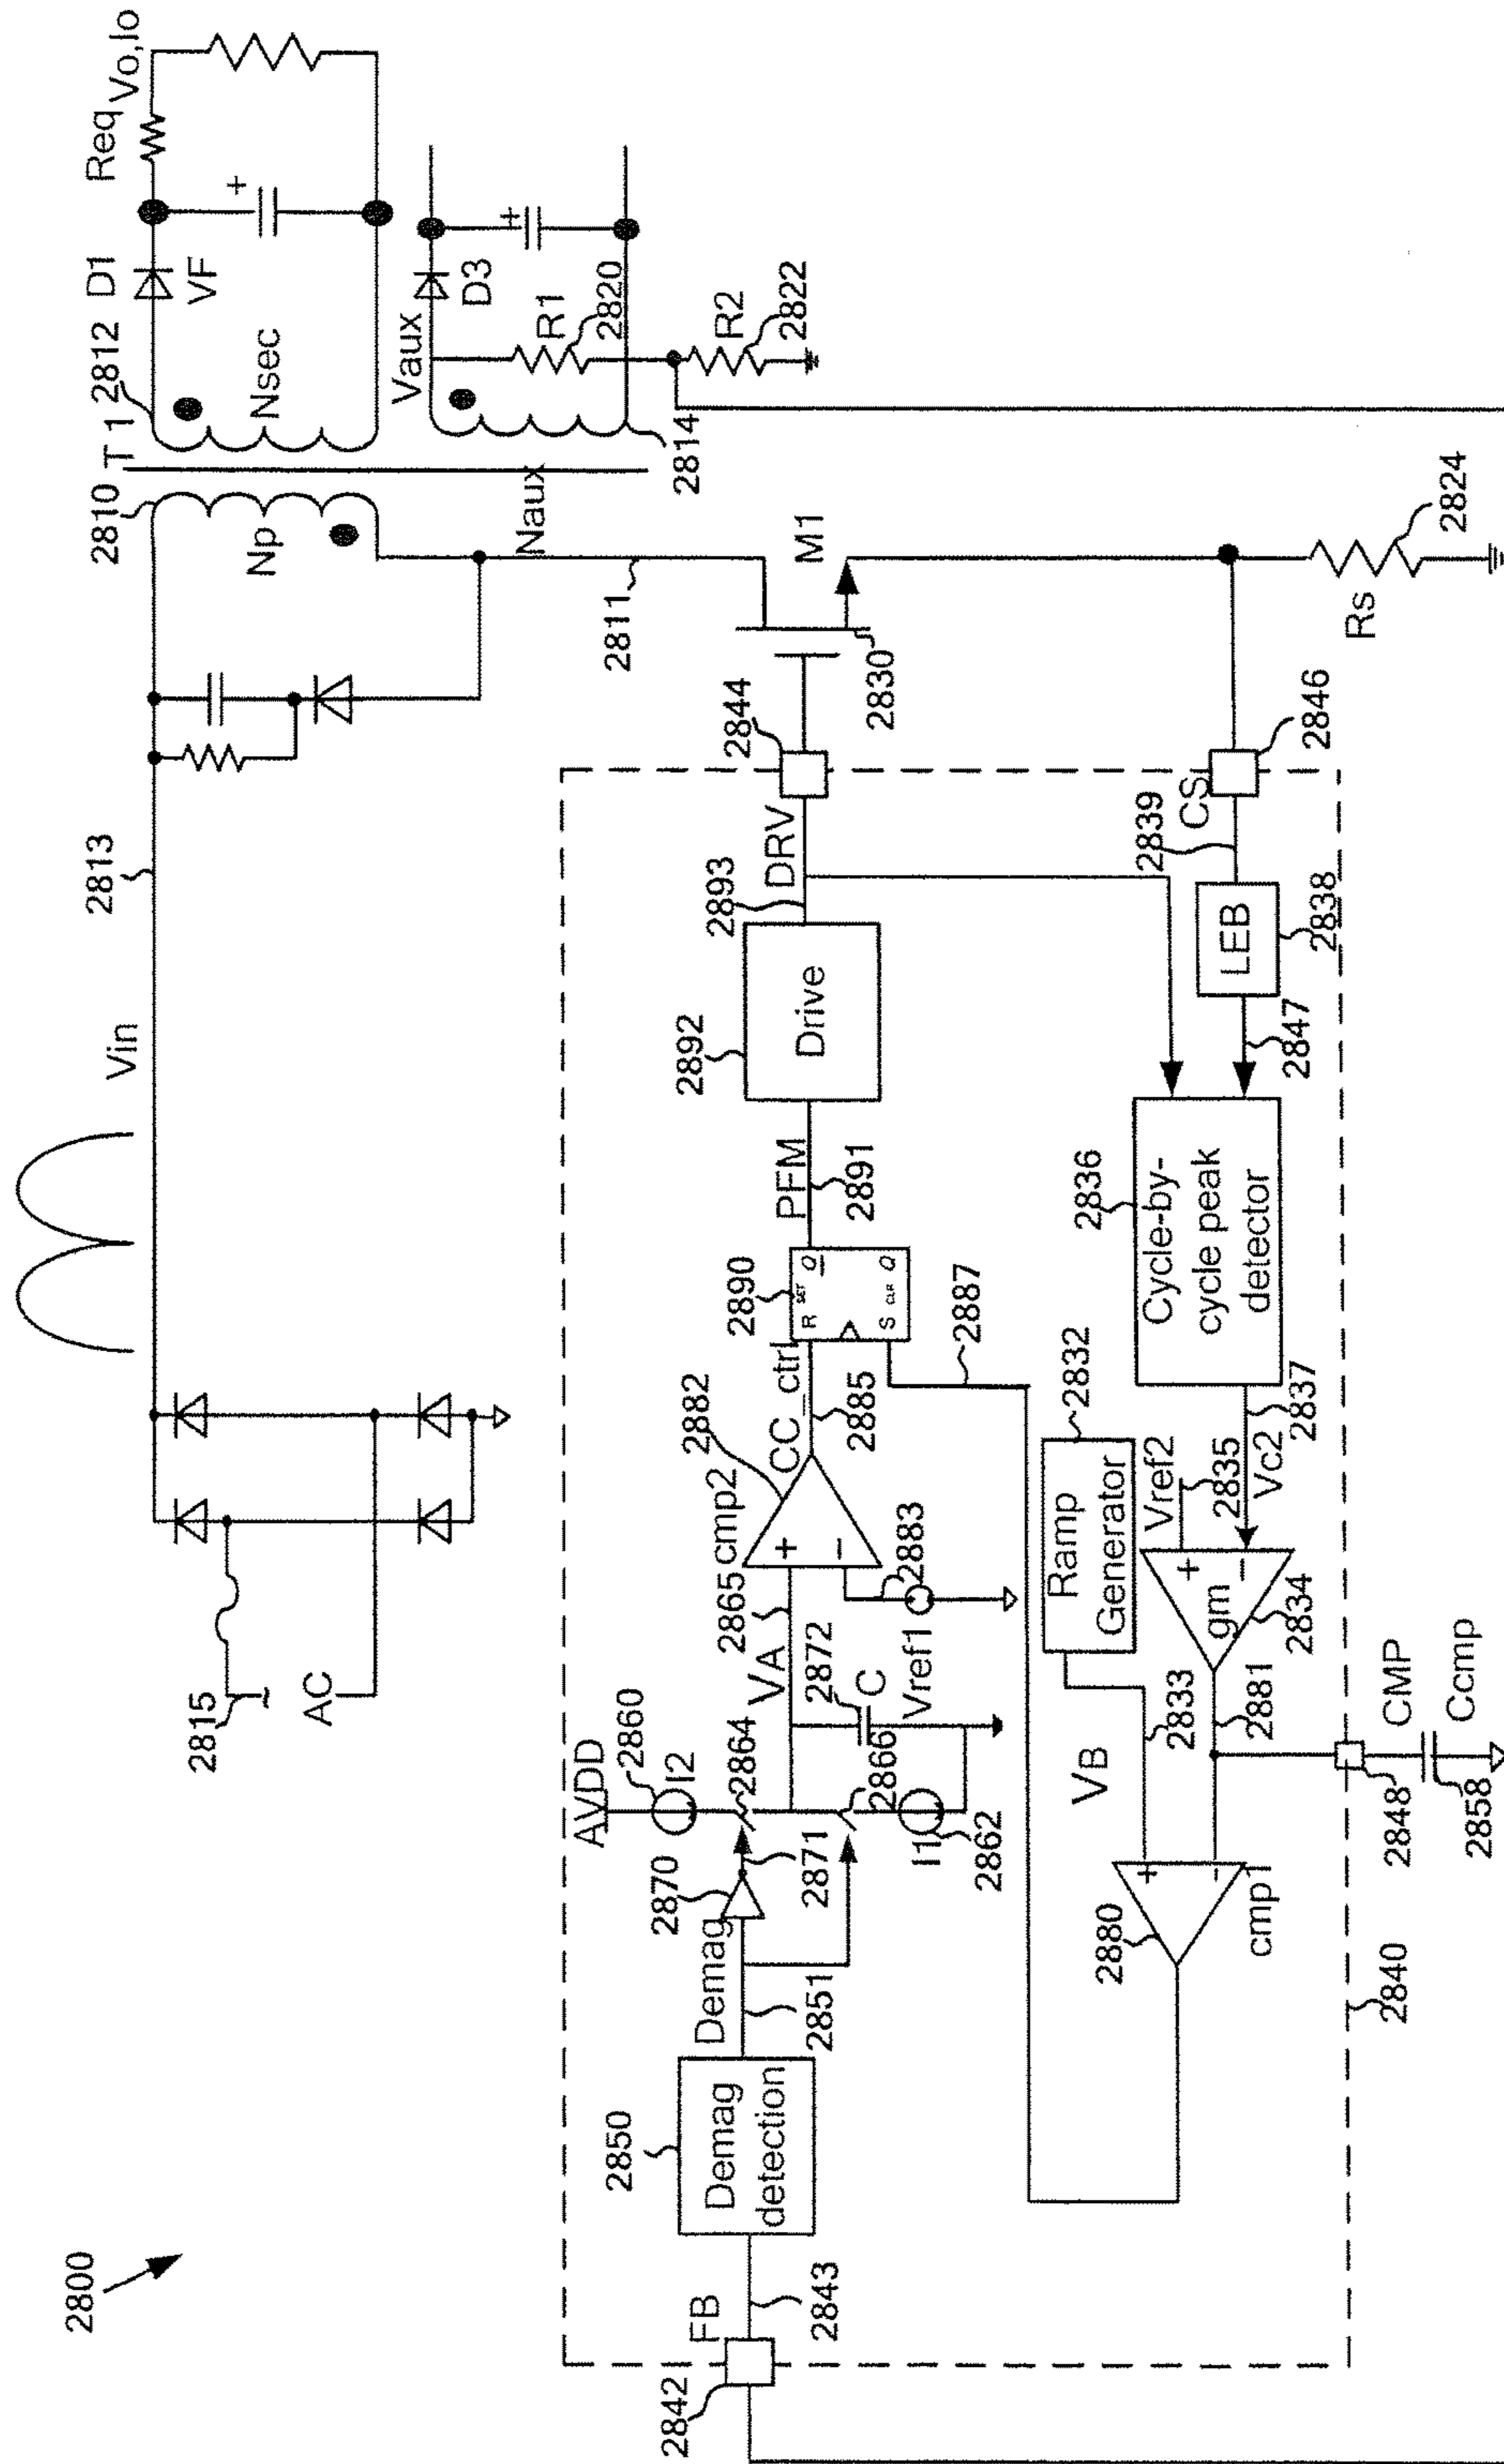 2800
2815
AC
Vin
2813
2810
T1
2812
D1
Req
Vo,Io
VF
Np
Nsec
Vaux
D3
R1
2820
R2
2822
2814
Naux
2811
M1
2830
2824
Rs
2842
FB
2843
2850
Demag
detection
Demag
2851
2870
2871
AVDD
2860
I2
2864
2866
I1
2862
VA
2865
2872
C
Vref1
2883
cmp2
2882
CC_ctrl
2885
2890
R
SET
Q
S
CLR
Q
2887
PFM
2891
2892
Drive
2893
DRV
2844
2846
CS
2839
LEB
2838
2847
2836
Cycle-by-
cycle peak
detector
2837
Vc2
Vref2
2835
2832
Ramp
Generator
gm
2834
2881
2833
VB
2880
cmp1
2840
2848
CMP
2858
Ccmp